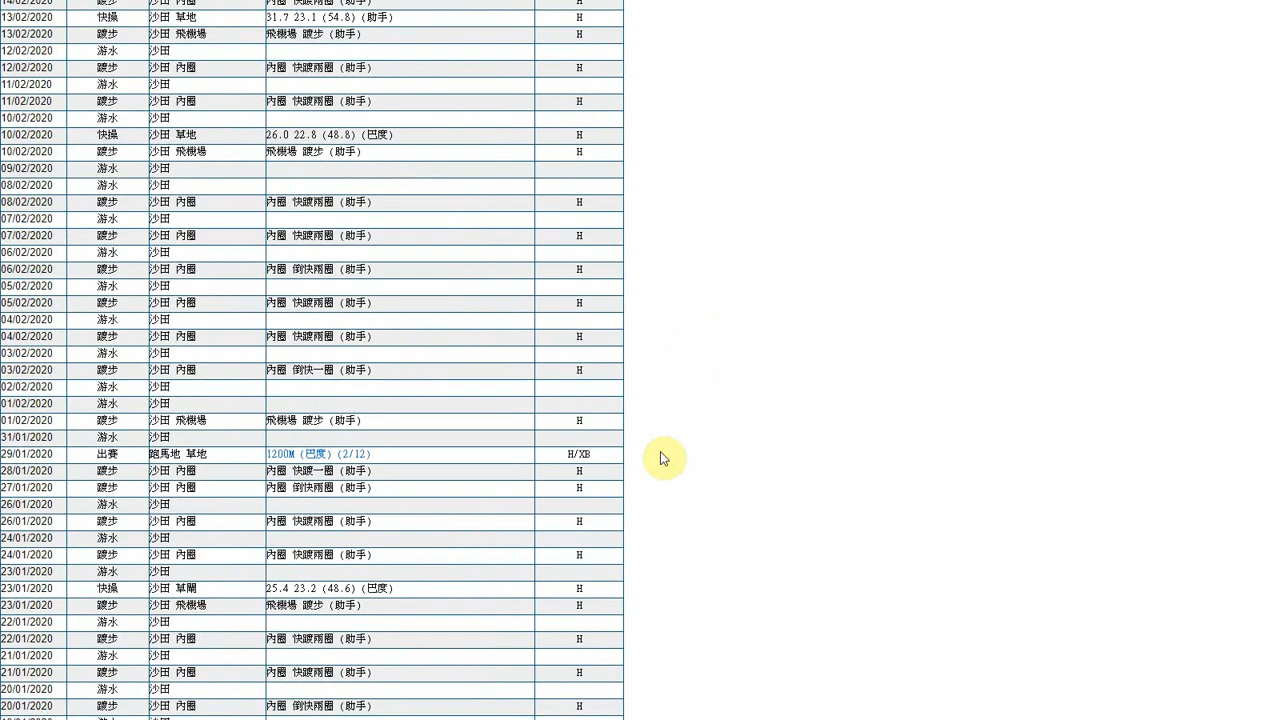 14/02/2020 踱步 沙田 內圈 內圈 快踱兩圈 (助手) H
13/02/2020 快操 沙田 草地 31.7 23.1 (54.8) (助手) H
13/02/2020 踱步 沙田 飛機場 飛機場 踱步 (助手) H
12/02/2020 游水 沙田
12/02/2020 踱步 沙田 內圈 內圈 快踱兩圈 (助手) H
11/02/2020 游水 沙田
11/02/2020 踱步 沙田 內圈 內圈 快踱兩圈 (助手) H
10/02/2020 游水 沙田
10/02/2020 快操 沙田 草地 26.0 22.8 (48.8) (巴度) H
10/02/2020 踱步 沙田 飛機場 飛機場 踱步 (助手) H
09/02/2020 游水 沙田
08/02/2020 游水 沙田
08/02/2020 踱步 沙田 內圈 內圈 快踱兩圈 (助手) H
07/02/2020 游水 沙田
07/02/2020 踱步 沙田 內圈 內圈 快踱兩圈 (助手) H
06/02/2020 游水 沙田
06/02/2020 踱步 沙田 內圈 內圈 倒快兩圈 (助手) H
05/02/2020 游水 沙田
05/02/2020 踱步 沙田 內圈 內圈 快踱兩圈 (助手) H
04/02/2020 游水 沙田
04/02/2020 踱步 沙田 內圈 內圈 快踱兩圈 (助手) H
03/02/2020 游水 沙田
03/02/2020 踱步 沙田 內圈 內圈 倒快一圈 (助手) H
02/02/2020 游水 沙田
01/02/2020 游水 沙田
01/02/2020 踱步 沙田 飛機場 飛機場 踱步 (助手) H
31/01/2020 游水 沙田
29/01/2020 出賽 跑馬地 草地 1200M (巴度) (2/12) H/XB
28/01/2020 踱步 沙田 內圈 內圈 快踱一圈 (助手) H
27/01/2020 踱步 沙田 內圈 內圈 倒快兩圈 (助手) H
26/01/2020 游水 沙田
26/01/2020 踱步 沙田 內圈 內圈 快踱兩圈 (助手) H
24/01/2020 游水 沙田
24/01/2020 踱步 沙田 內圈 內圈 快踱兩圈 (助手) H
23/01/2020 游水 沙田
23/01/2020 快操 沙田 草閘 25.4 23.2 (48.6) (巴度) H
23/01/2020 踱步 沙田 飛機場 飛機場 踱步 (助手) H
22/01/2020 游水 沙田
22/01/2020 踱步 沙田 內圈 內圈 快踱兩圈 (助手) H
21/01/2020 游水 沙田
21/01/2020 踱步 沙田 內圈 內圈 快踱兩圈 (助手) H
20/01/2020 游水 沙田
20/01/2020 踱步 沙田 內圈 內圈 倒快兩圈 (助手) H